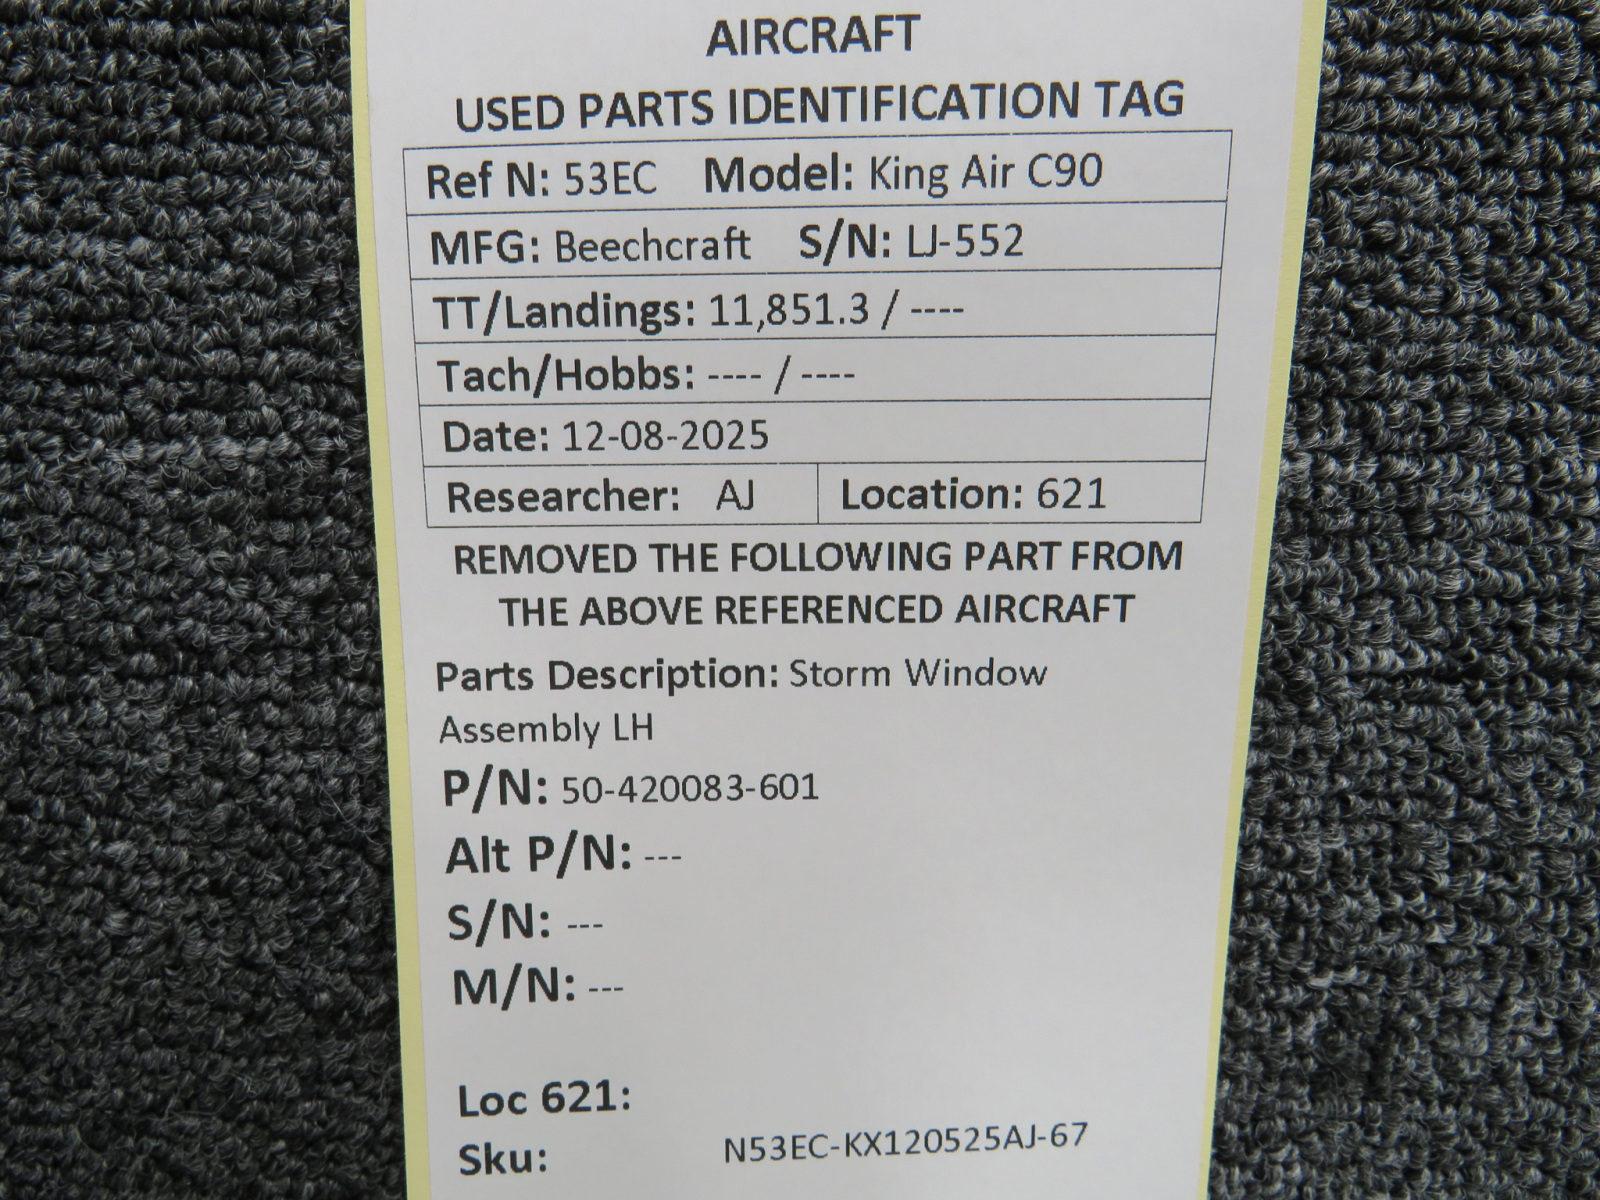 AIRCRAFT
USED PARTS IDENTIFICATION TAG
Ref N: 53EC Model: King Air C90
MFG: Beechcraft S/N: LJ-552
TT/Landings: 11,851.3 / ----
Tach/Hobbs: ---- / ----
Date: 12-08-2025
Researcher: AJ Location: 621
REMOVED THE FOLLOWING PART FROM
THE ABOVE REFERENCED AIRCRAFT
Parts Description: Storm Window
Assembly LH
P/N: 50-420083-601
Alt P/N: ---
S/N: ---
M/N: ---
Loc 621:
Sku: N53EC-KX120525AJ-67